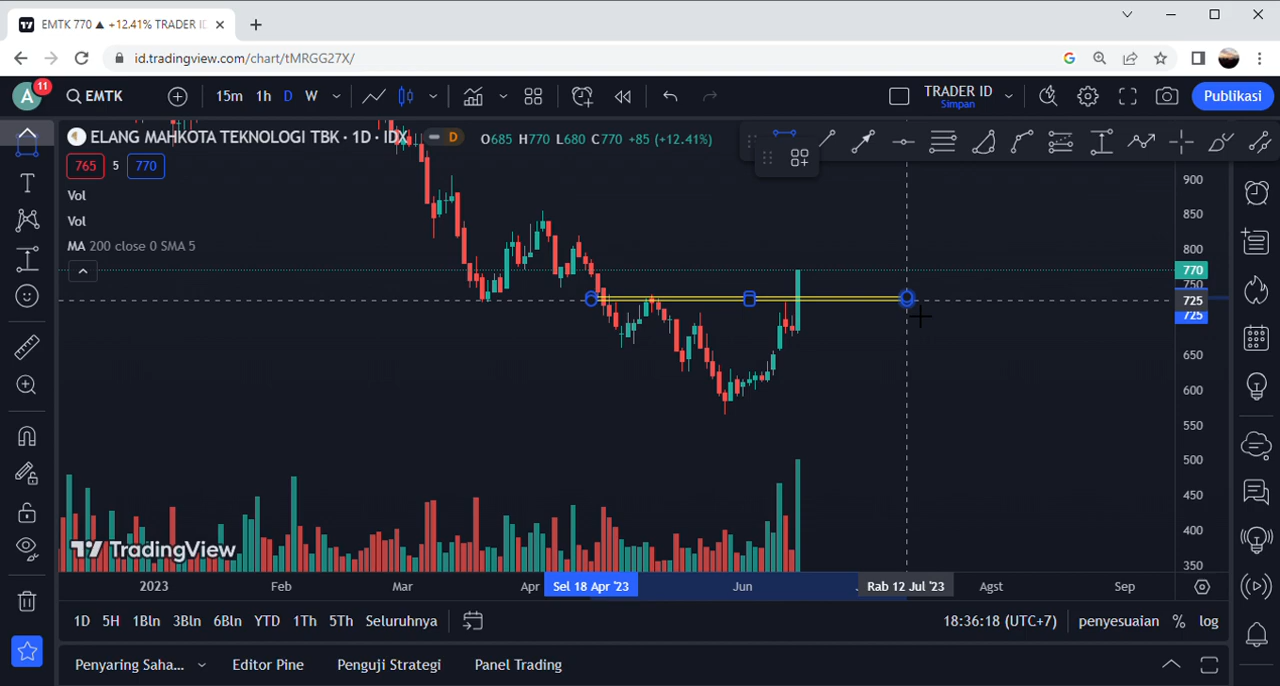 EMTK 770 ▲ +12.41% TRADER ID
id.tradingview.com/chart/tMRGG27X/
A 11 EMTK 15m 1h D W TRADER ID Simpan Publikasi
ELANG MAHKOTA TEKNOLOGI TBK · 1D · IDX D O685 H770 L680 C770 +85 (+12.41%)
765 5 770
Vol
Vol
MA 200 close 0 SMA 5
900
850
800
770
750
725
725
650
600
550
500
450
400
350
TradingView
2023 Feb Mar Apr Sel 18 Apr '23 Jun Rab 12 Jul '23 Agst Sep
1D 5H 1Bln 3Bln 6Bln YTD 1Th 5Th Seluruhnya 18:36:18 (UTC+7) penyesuaian % log
Penyaring Saha... Editor Pine Penguji Strategi Panel Trading